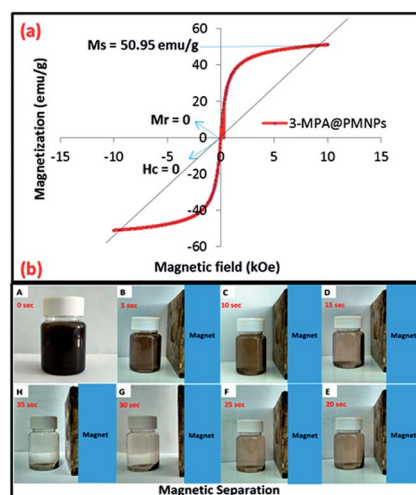 (a)
Ms = 50.95 emu/g
Mr = 0
Hc = 0
3-MPA@PMNPs
Magnetization (emu/g)
60
40
20
0
-20
-40
-60
-15 -10 -5 0 5 10 15
Magnetic field (kOe)
(b)
A
0 sec
B
5 sec
Magnet
C
10 sec
Magnet
D
15 sec
Magnet
H
35 sec
Magnet
G
30 sec
Magnet
F
25 sec
Magnet
E
20 sec
Magnet
Magnetic Separation